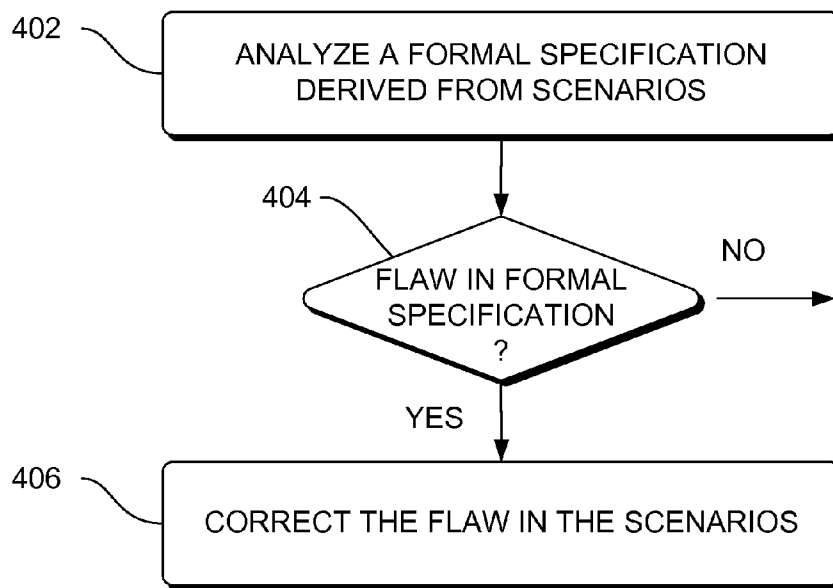 402
ANALYZE A FORMAL SPECIFICATION
DERIVED FROM SCENARIOS
404
NO
FLAW IN FORMAL
SPECIFICATION
?
YES
406
CORRECT THE FLAW IN THE SCENARIOS